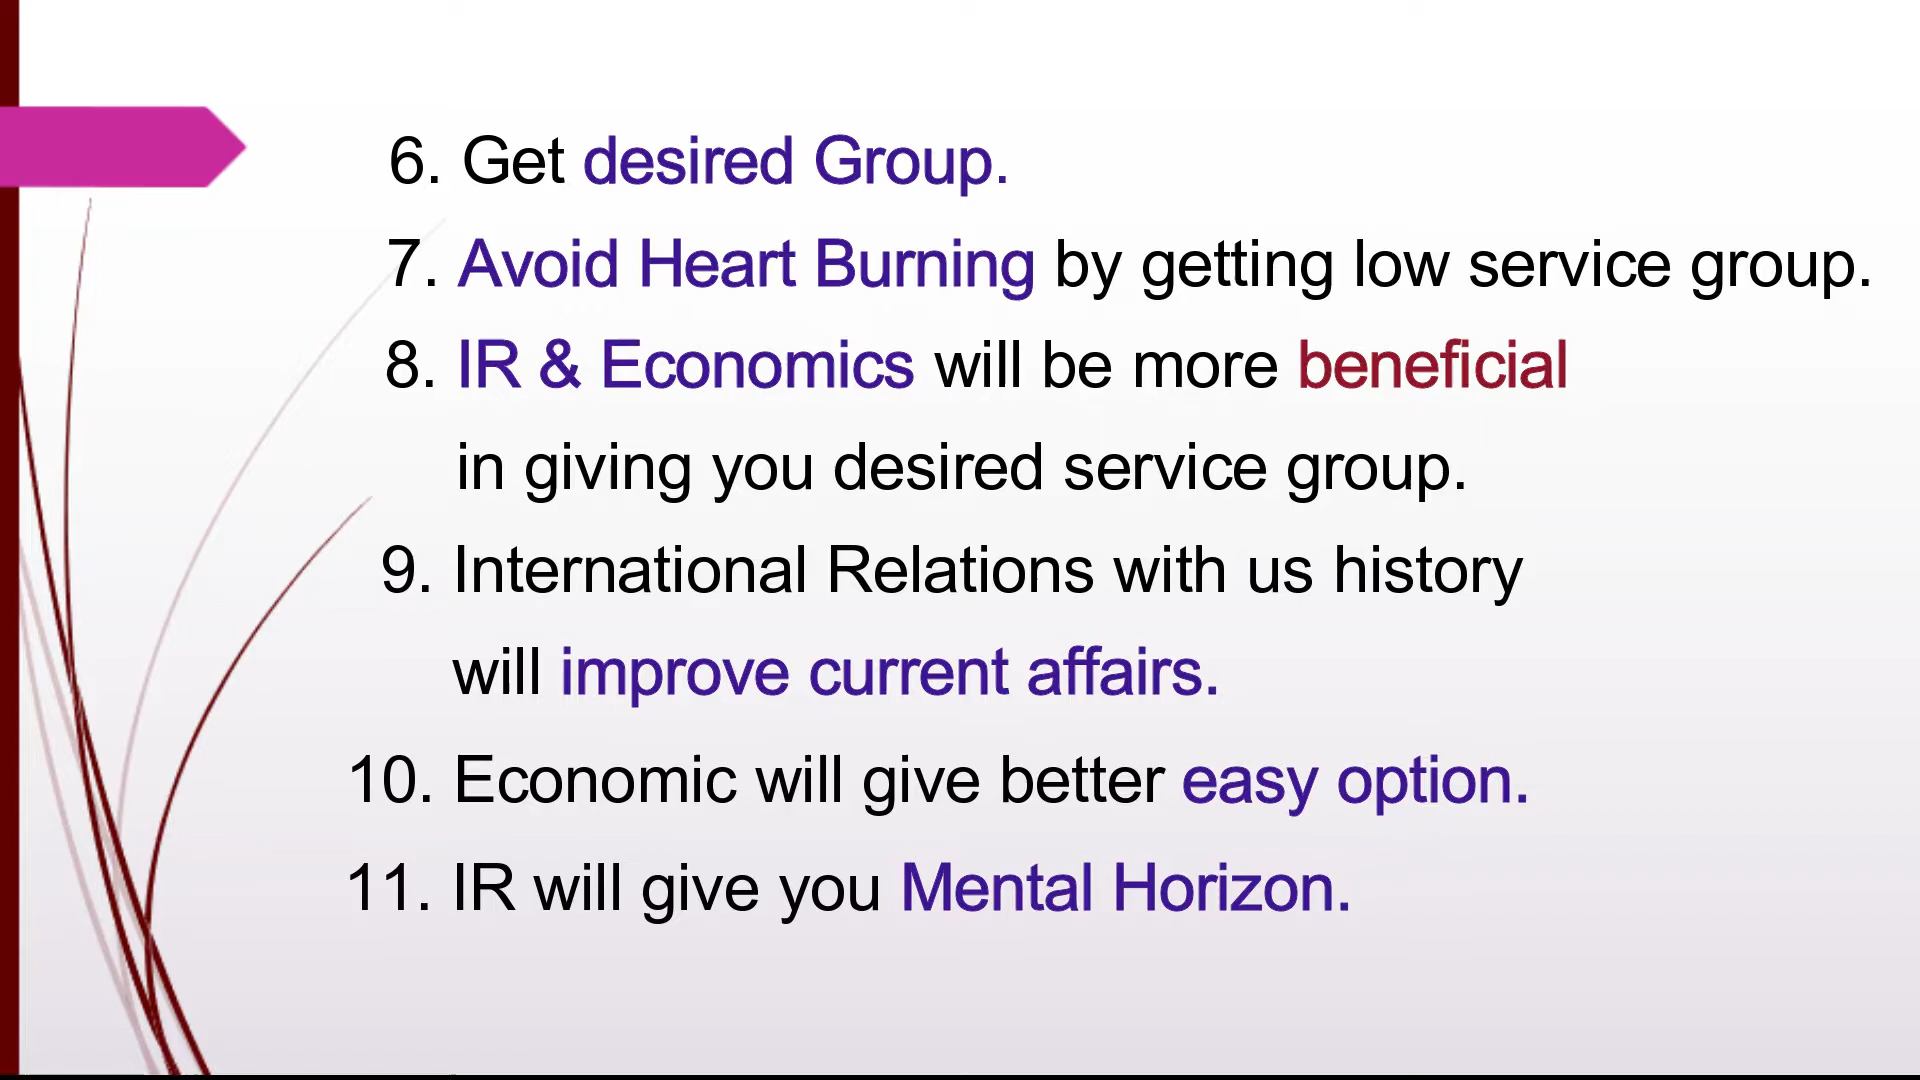 6. Get desired Group.
7. Avoid Heart Burning by getting low service group.
8. IR & Economics will be more beneficial
in giving you desired service group.
9. International Relations with us history
will improve current affairs.
10. Economic will give better easy option.
11. IR will give you Mental Horizon.